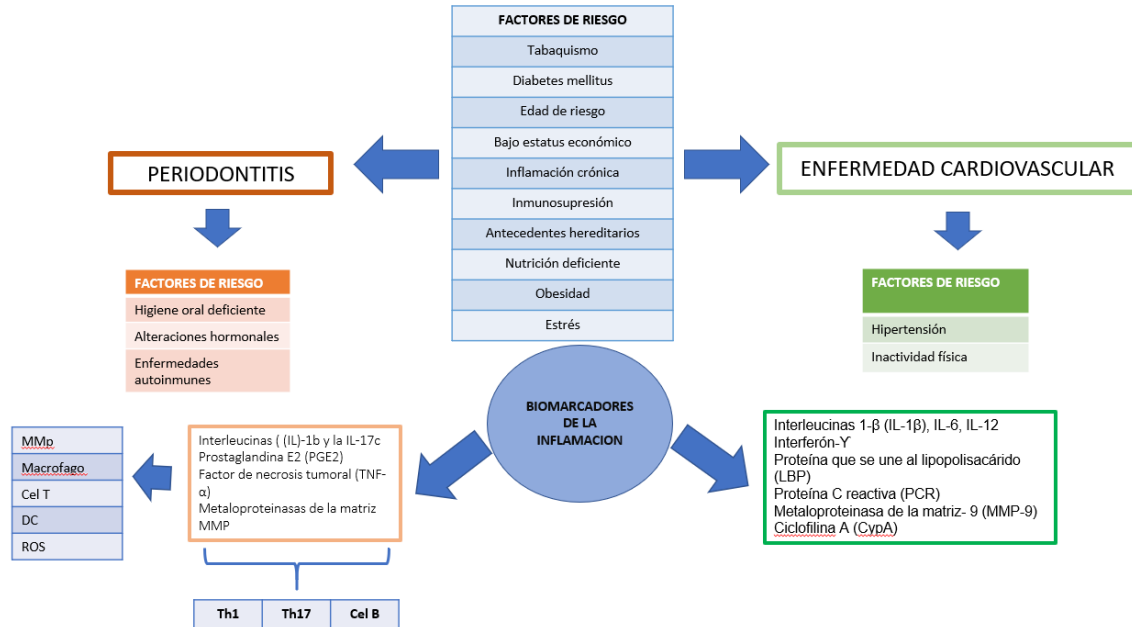 FACTORES DE RIESGO
Tabaquismo
Diabetes mellitus
Edad de riesgo
Bajo estatus económico
Inflamación crónica
Inmunosupresión
Antecedentes hereditarios
Nutrición deficiente
Obesidad
Estrés
PERIODONTITIS
ENFERMEDAD CARDIOVASCULAR
FACTORES DE RIESGO
Higiene oral deficiente
Alteraciones hormonales
Enfermedades
autoinmunes
FACTORES DE RIESGO
Hipertensión
Inactividad física
BIOMARCADORES
DE LA
INFLAMACION
MMp
Macrofago
Cel T
DC
ROS
Interleucinas ( (IL)-1b y la IL-17c
Prostaglandina E2 (PGE2)
Factor de necrosis tumoral (TNF-
α)
Metaloproteinasas de la matriz
MMP
Th1 Th17 Cel B
Interleucinas 1-β (IL-1β), IL-6, IL-12
Interferón-ϒ
Proteína que se une al lipopolisacárido
(LBP)
Proteína C reactiva (PCR)
Metaloproteinasa de la matriz- 9 (MMP-9)
Ciclofilina A (CypA)